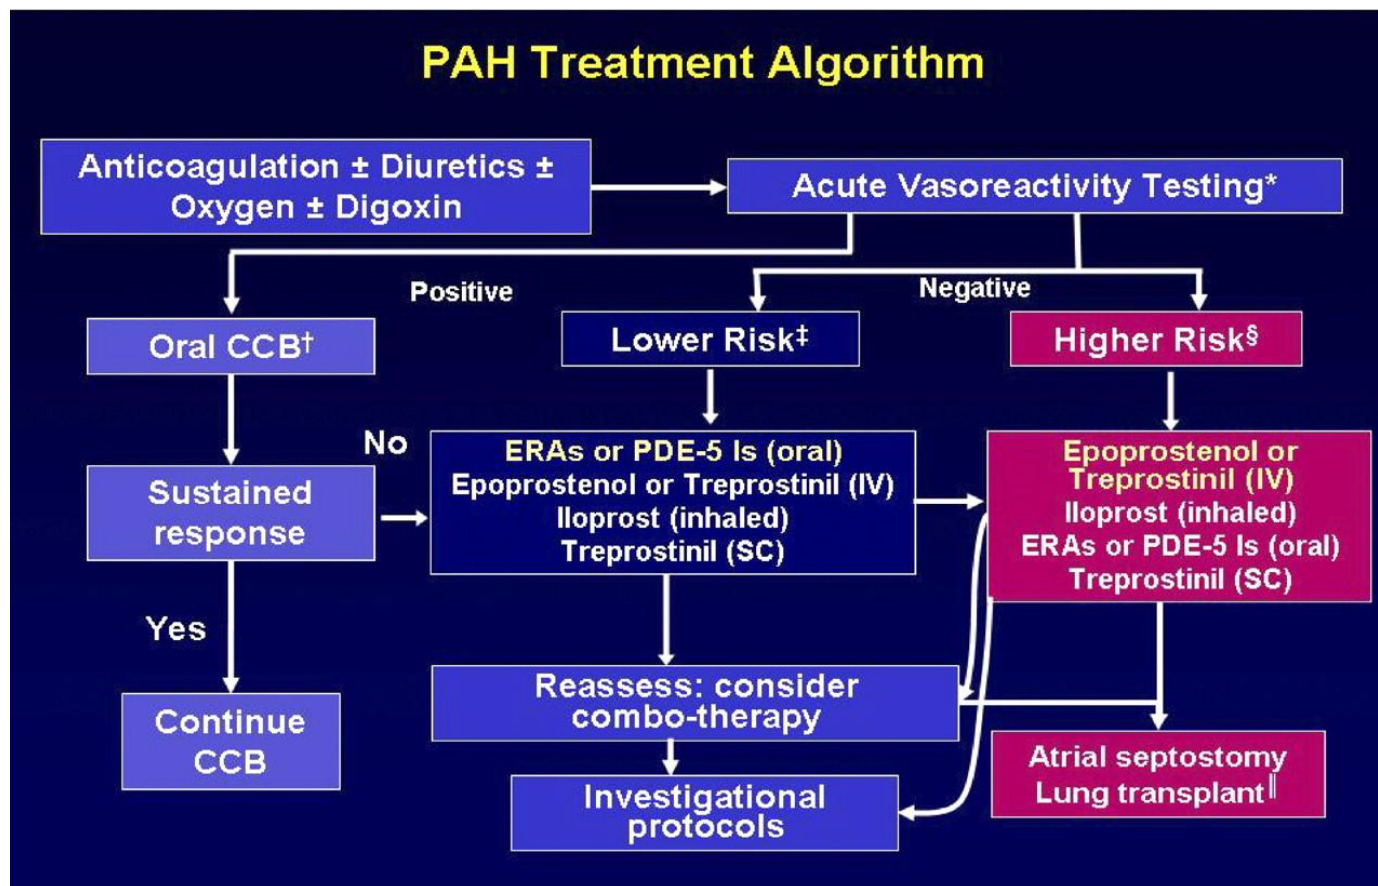 PAH Treatment Algorithm
Anticoagulation ± Diuretics ±
Oxygen ± Digoxin
Acute Vasoreactivity Testing*
Positive
Negative
Oral CCB†
Lower Risk‡
Higher Risk§
No
Sustained
response
ERAs or PDE-5 Is (oral)
Epoprostenol or Treprostinil (IV)
Iloprost (inhaled)
Treprostinil (SC)
Epoprostenol or
Treprostinil (IV)
Iloprost (inhaled)
ERAs or PDE-5 Is (oral)
Treprostinil (SC)
Yes
Continue
CCB
Reassess: consider
combo-therapy
Investigational
protocols
Atrial septostomy
Lung transplant‖